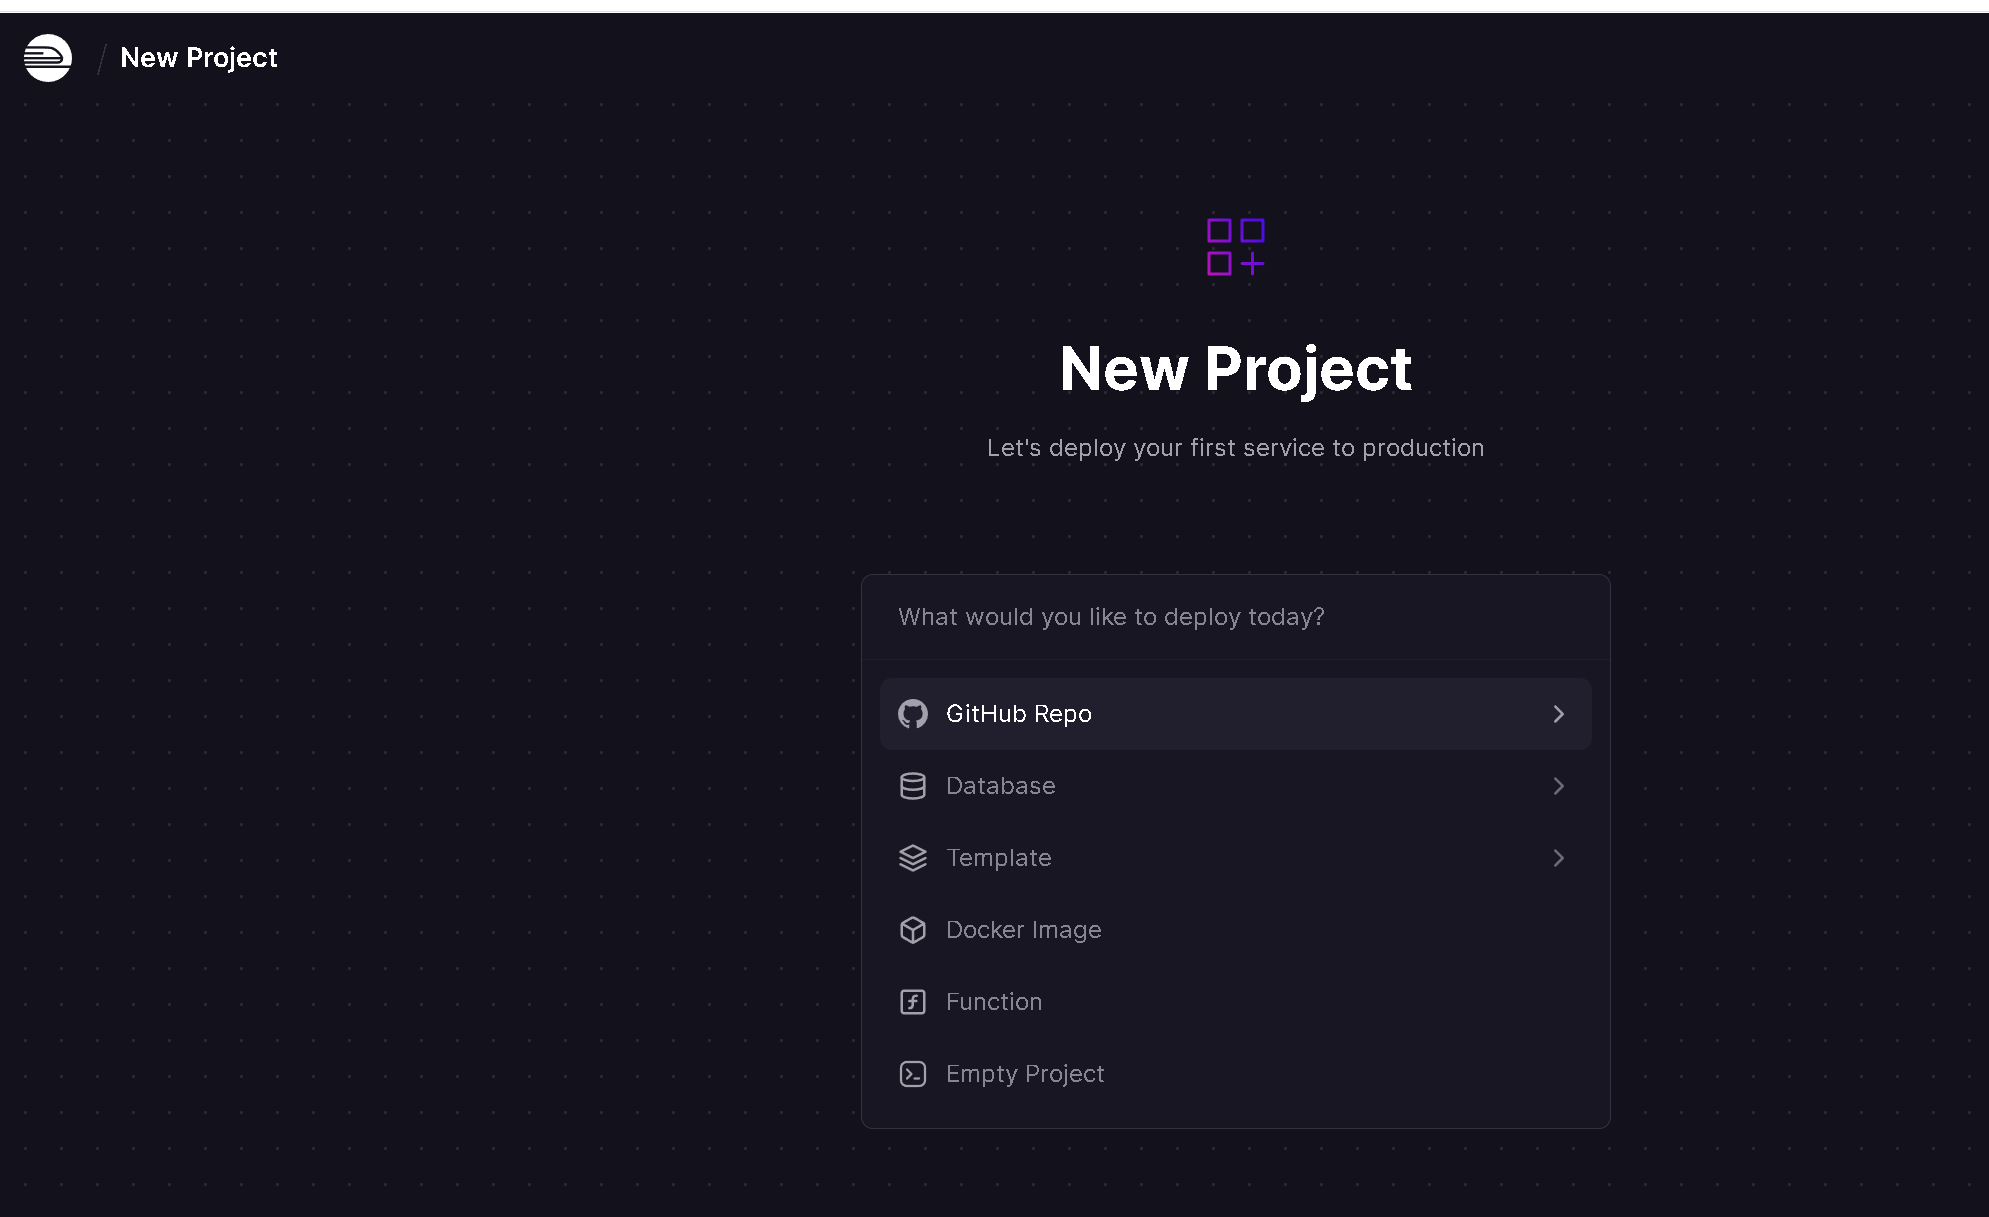 New Project
New Project
Let's deploy your first service to production
What would you like to deploy today?
GitHub Repo
Database
Template
Docker Image
Function
Empty Project